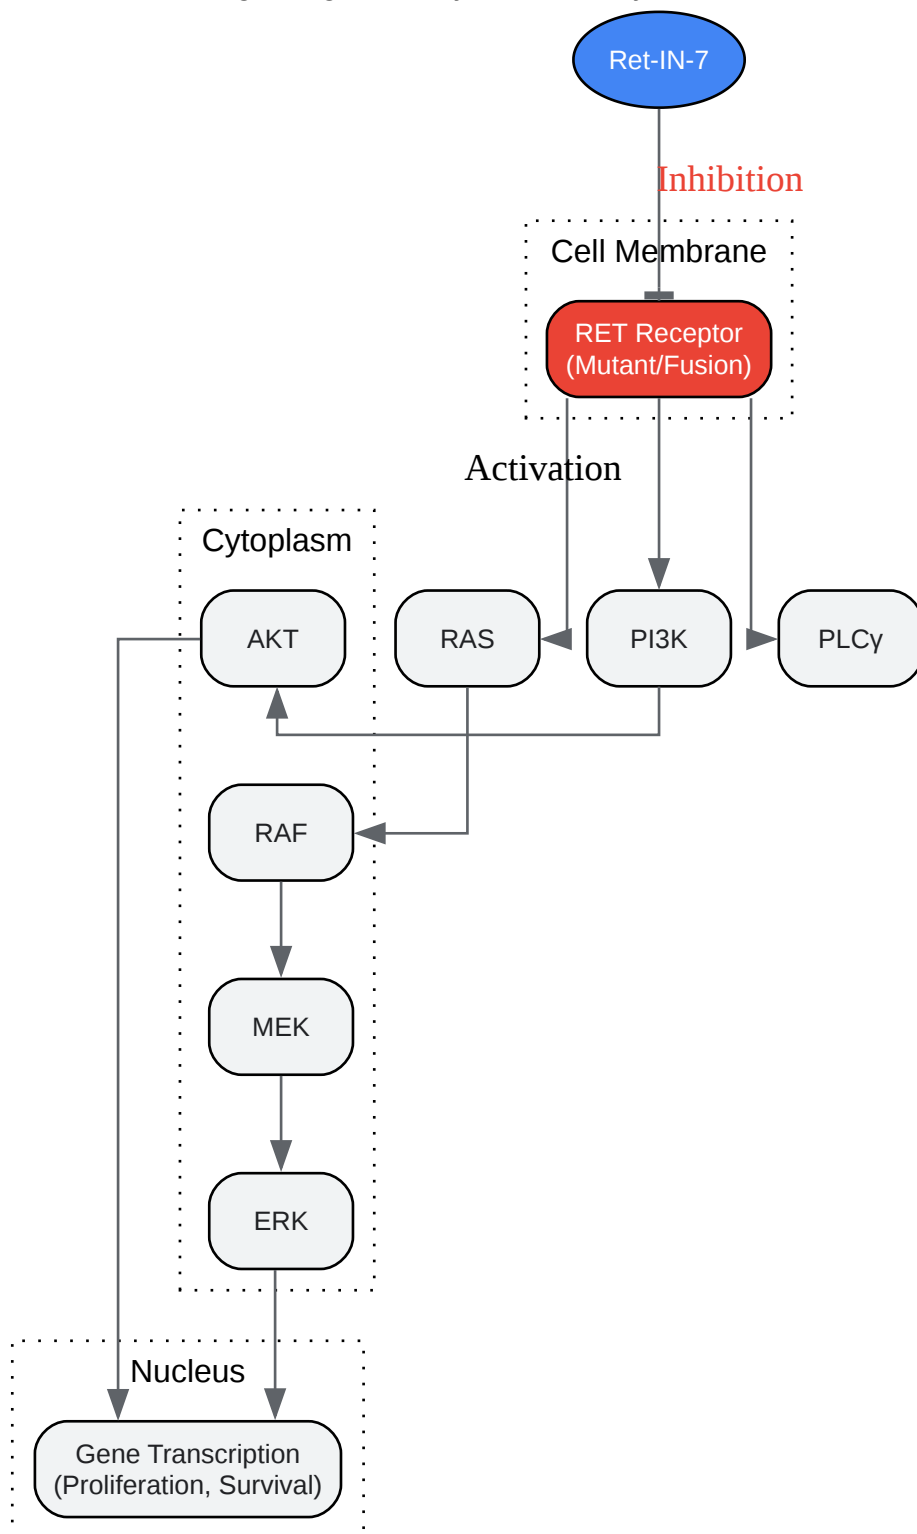 Ret-IN-7
Inhibition
Cell Membrane
RET Receptor
(Mutant/Fusion)
Activation
Cytoplasm
AKT
RAS
PI3K
PLCγ
RAF
MEK
ERK
Nucleus
Gene Transcription
(Proliferation, Survival)